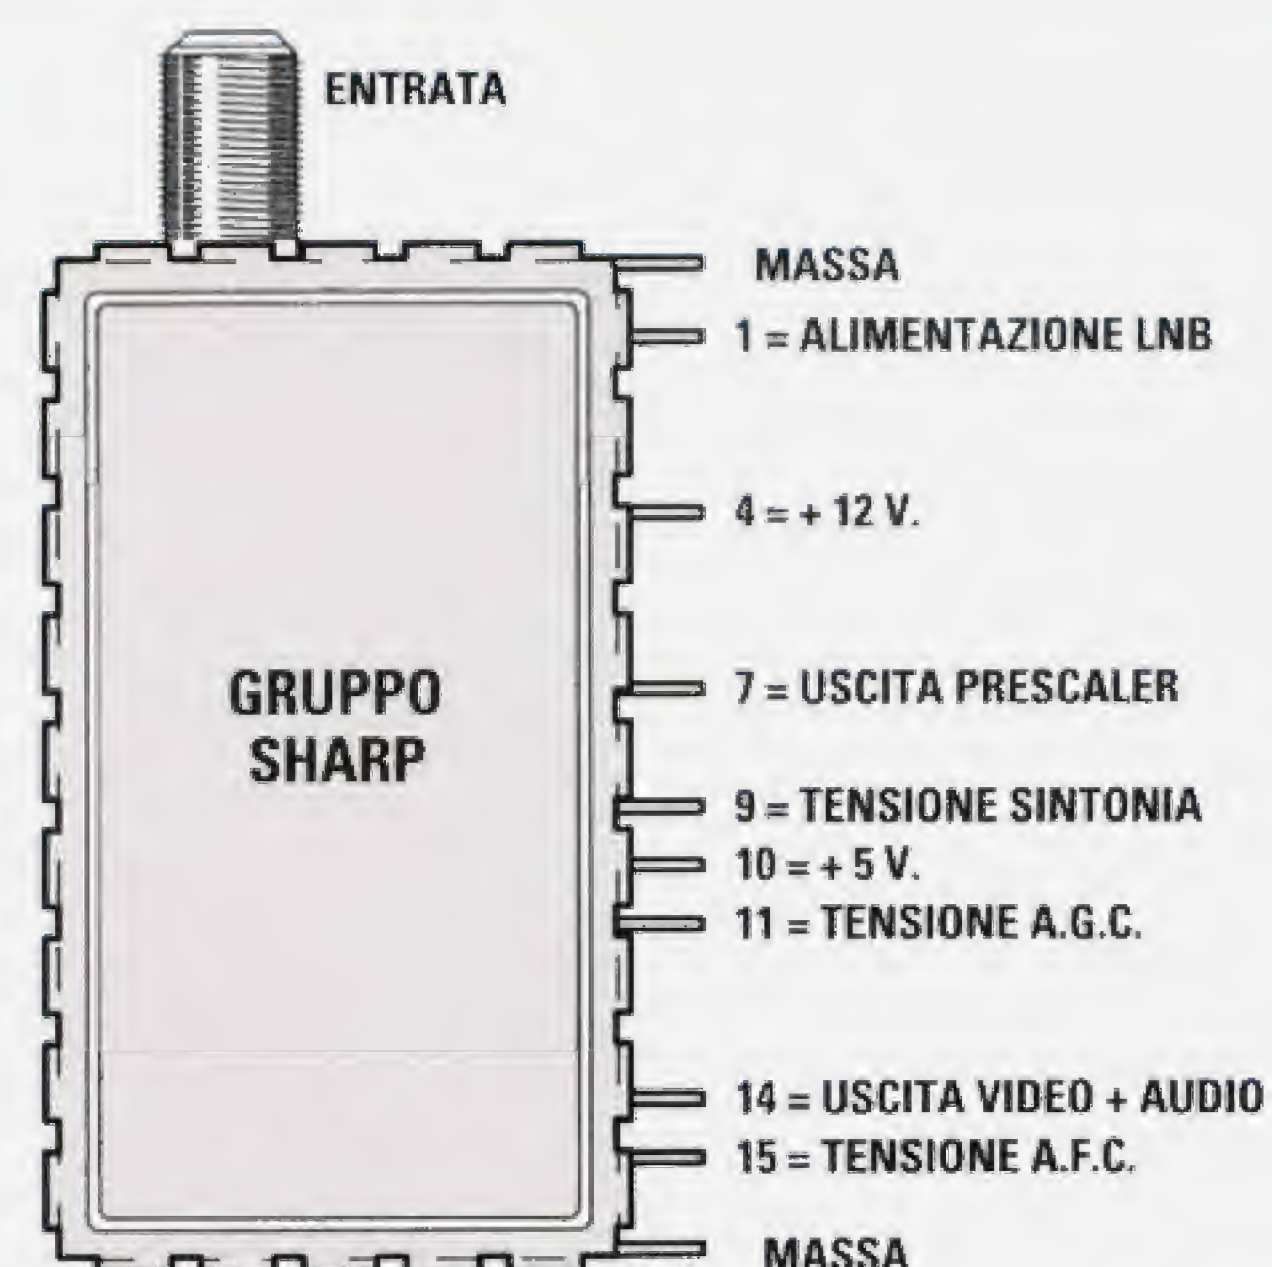 ENTRATA
MASSA
1 = ALIMENTAZIONE LNB
4 = + 12 V.
7 = USCITA PRESCALER
GRUPPO
SHARP
9 = TENSIONE SINTONIA
10 = + 5 V.
11 = TENSIONE A.G.C.
14 = USCITA VIDEO + AUDIO
15 = TENSIONE A.F.C.
MASSA